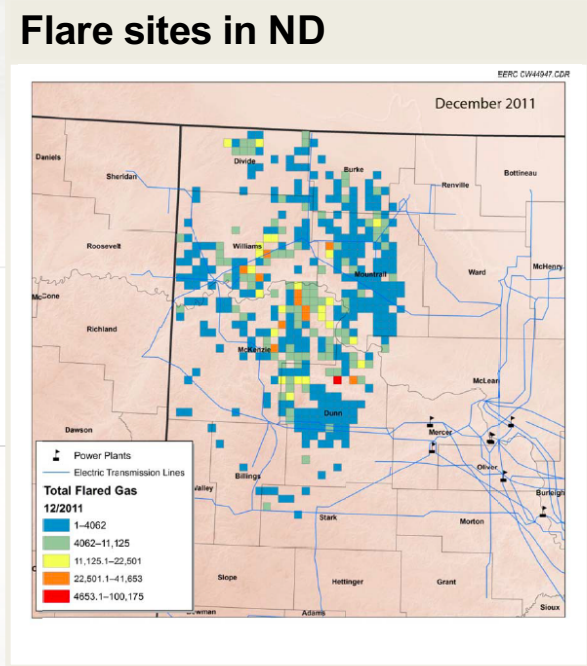 Flare sites in ND
EERC CW44947.CDR
December 2011
Daniels
Sheridan
Divide
Burke
Renville
Bottineau
Roosevelt
Williams
Mountrail
Ward
McHenry
McCone
Richland
McKenzie
McLean
Dunn
Mercer
Dawson
Oliver
Billings
Burleigh
Valley
Stark
Morton
Slope
Hettinger
Grant
Sioux
Adams
Power Plants
Electric Transmission Lines
Total Flared Gas
12/2011
1–4062
4062–11,125
11,125.1–22,501
22,501.1–41,653
4653.1–100,175